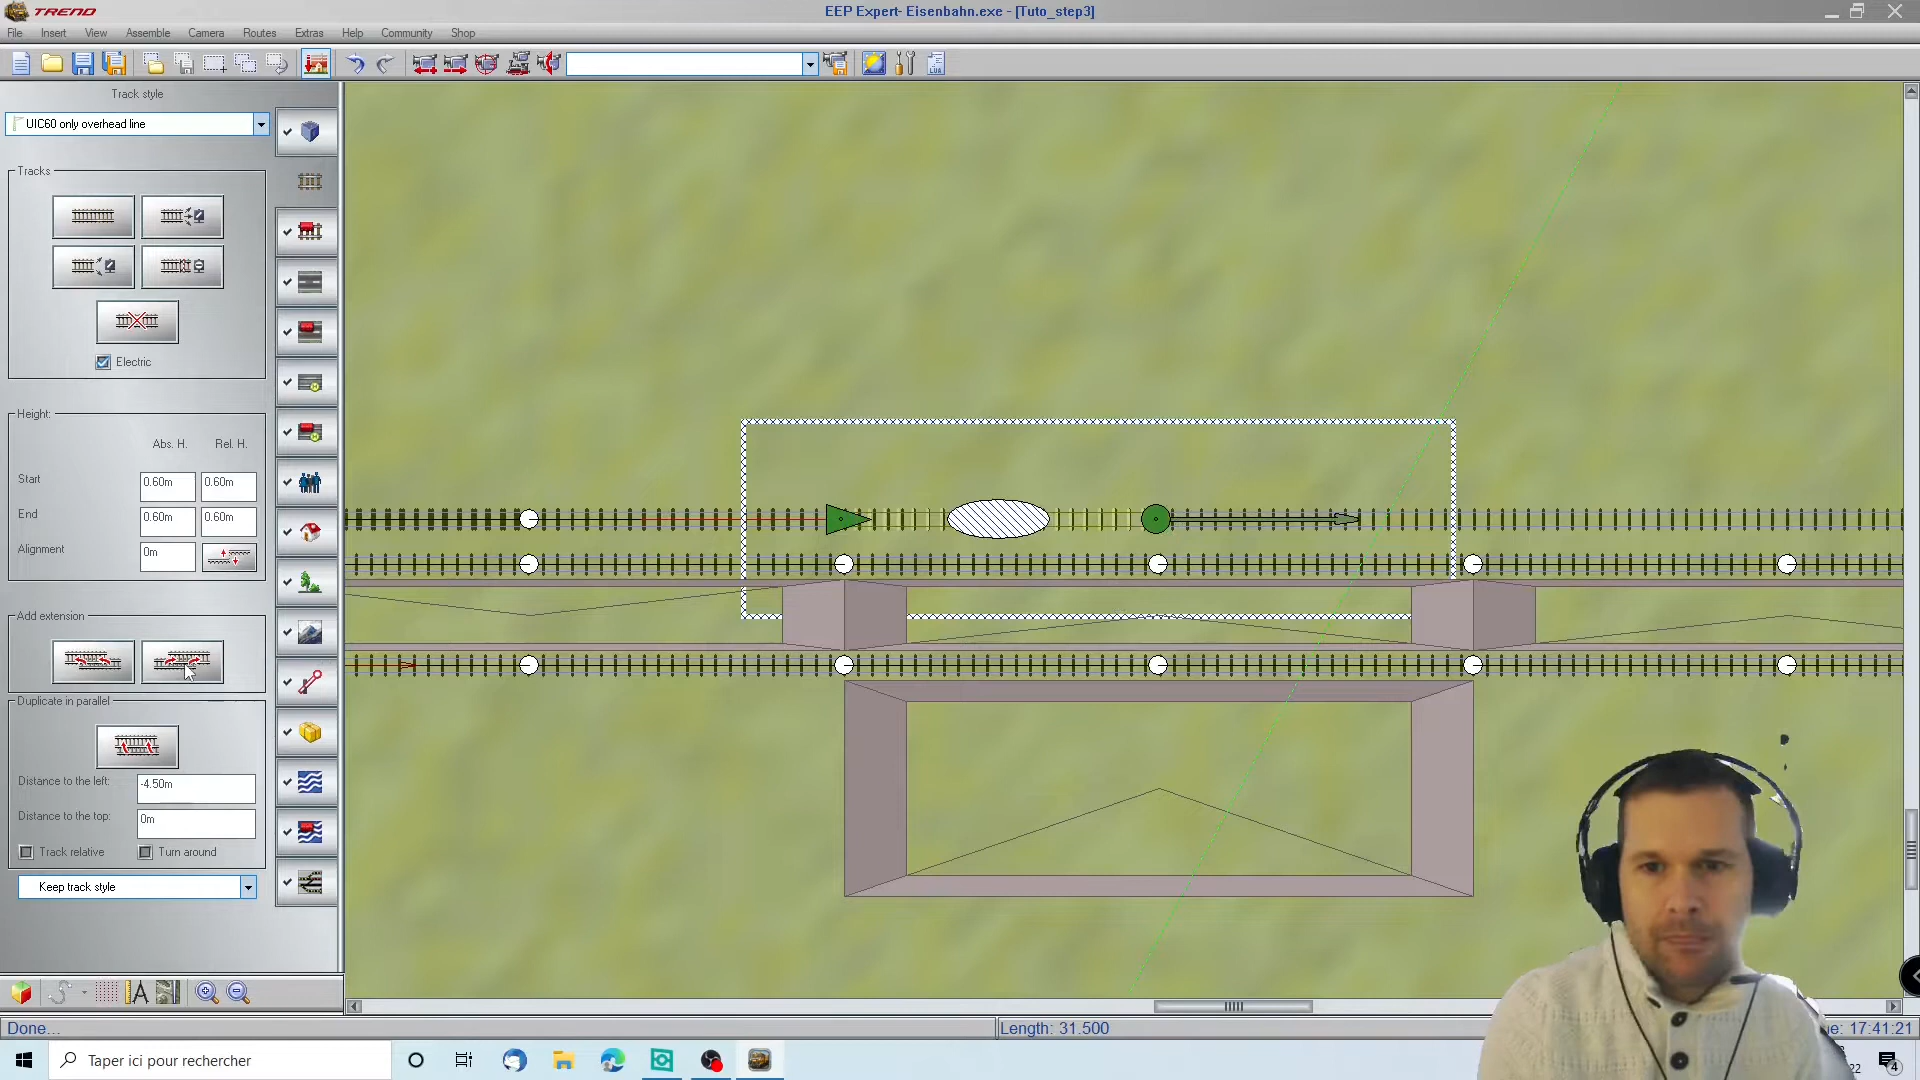 TREND
EEP Expert- Eisenbahn.exe - [Tuto_step3]
File Insert View Assemble Camera Routes Extras Help Community Shop
Track style
UIC60 only overhead line
Tracks
Electric
Height:
Abs. H. Rel. H.
Start 0.60m 0.60m
End 0.60m 0.60m
Alignment 0m
Add extension
Duplicate in parallel
Distance to the left: -4.50m
Distance to the top: 0m
Track relative Turn around
Keep track style
LUA
Done...
Length: 31.500
17:41:21
Taper ici pour rechercher
22
4